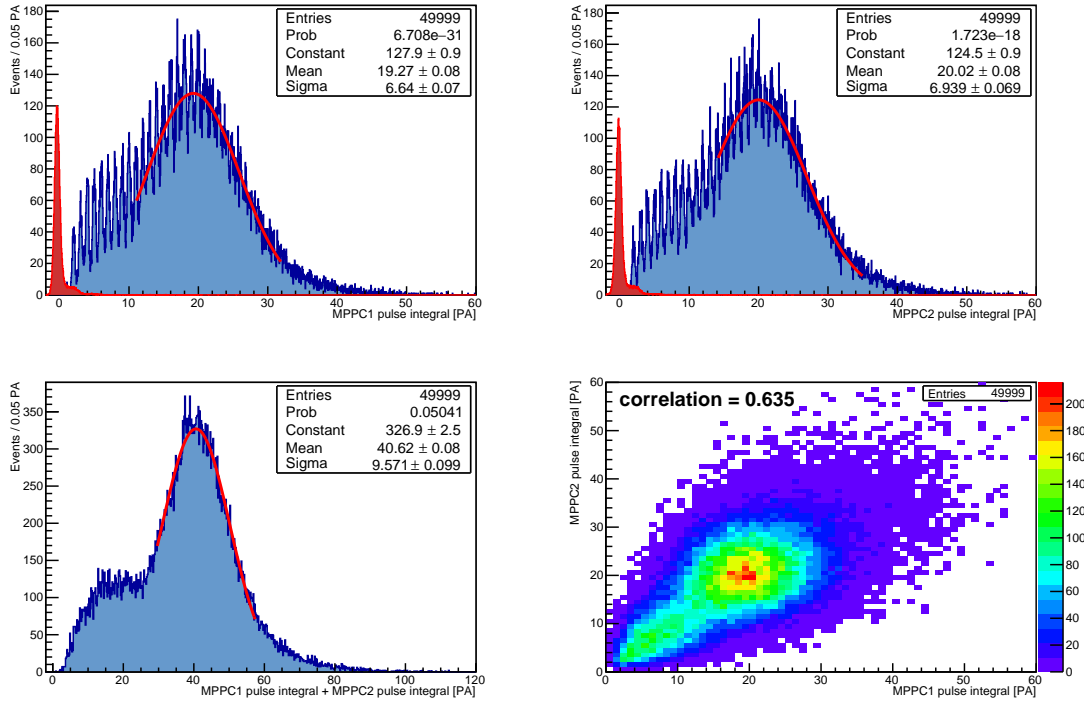 Events / 0.05 PA
180
160
140
120
100
80
60
40
20
0
0 10 20 30 40 50 60
MPPC1 pulse integral [PA]
Entries 49999
Prob 6.708e−31
Constant 127.9 ± 0.9
Mean 19.27 ± 0.08
Sigma 6.64 ± 0.07
Events / 0.05 PA
180
160
140
120
100
80
60
40
20
0
0 10 20 30 40 50 60
MPPC2 pulse integral [PA]
Entries 49999
Prob 1.723e−18
Constant 124.5 ± 0.9
Mean 20.02 ± 0.08
Sigma 6.939 ± 0.069
Events / 0.05 PA
350
300
250
200
150
100
50
0
0 20 40 60 80 100 120
MPPC1 pulse integral + MPPC2 pulse integral [PA]
Entries 49999
Prob 0.05041
Constant 326.9 ± 2.5
Mean 40.62 ± 0.08
Sigma 9.571 ± 0.099
MPPC2 pulse integral [PA]
60
50
40
30
20
10
0
0 10 20 30 40 50 60
MPPC1 pulse integral [PA]
correlation = 0.635
Entries 49999
200
180
160
140
120
100
80
60
40
20
0